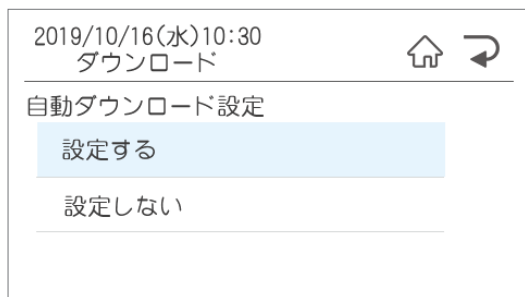 2019/10/16(水)10:30
ダウンロード
自動ダウンロード設定
設定する
設定しない